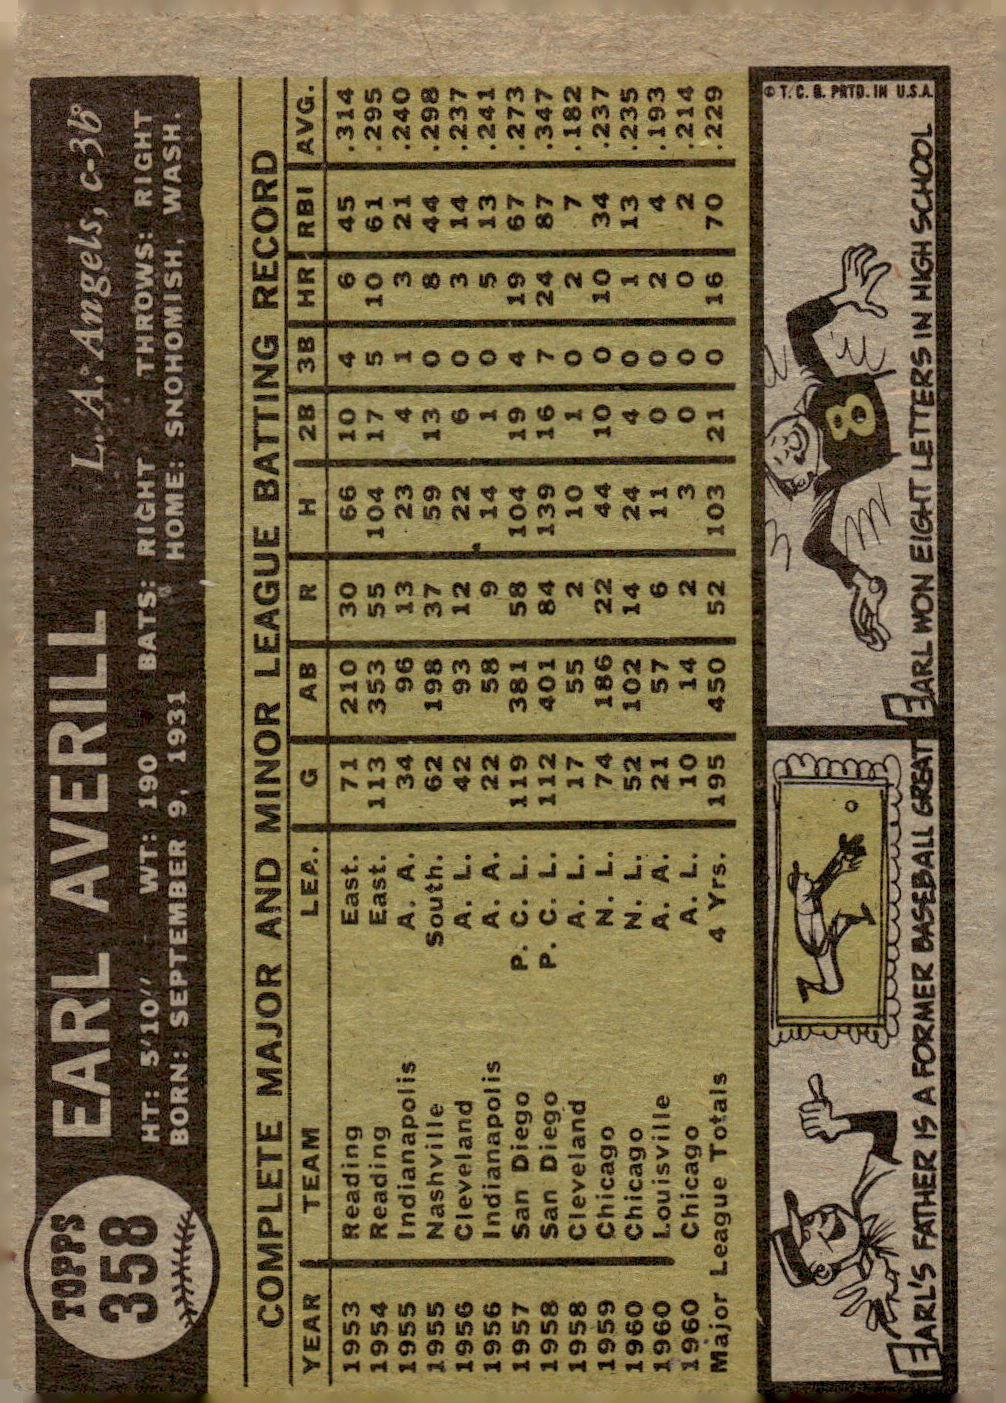 TOPPS
358
EARL AVERILL L.A. Angels, c-3b
HT: 5'10" WT: 190 BATS: RIGHT THROWS: RIGHT
BORN: SEPTEMBER 9, 1931 HOME: SNOHOMISH, WASH.
COMPLETE MAJOR AND MINOR LEAGUE BATTING RECORD
YEAR TEAM LEA. G AB R H 2B 3B HR RBI AVG.
1953 Reading East. 71 210 30 66 10 4 6 45 .314
1954 Reading East. 113 353 55 104 17 5 10 61 .295
1955 Indianapolis A. A. 34 96 13 23 4 1 3 21 .240
1955 Nashville South. 62 198 37 59 13 0 8 44 .298
1956 Cleveland A. L. 42 93 12 22 6 0 3 14 .237
1956 Indianapolis A. A. 22 58 9 14 1 0 5 13 .241
1957 San Diego P. C. L. 119 381 58 104 19 4 19 67 .273
1958 San Diego P. C. L. 112 401 84 139 16 7 24 87 .347
1958 Cleveland A. L. 17 55 2 10 1 0 2 7 .182
1959 Chicago N. L. 74 186 22 44 10 0 10 34 .237
1960 Chicago N. L. 52 102 14 24 4 0 1 13 .235
1960 Louisville A. A. 21 57 6 11 0 0 2 4 .193
1960 Chicago A. L. 10 14 2 3 0 0 0 2 .214
Major League Totals 4 Yrs. 195 450 52 103 21 0 16 70 .229
© T. C. G. PRTD. IN U.S.A.
8
EARL'S FATHER IS A FORMER BASEBALL GREAT
EARL WON EIGHT LETTERS IN HIGH SCHOOL